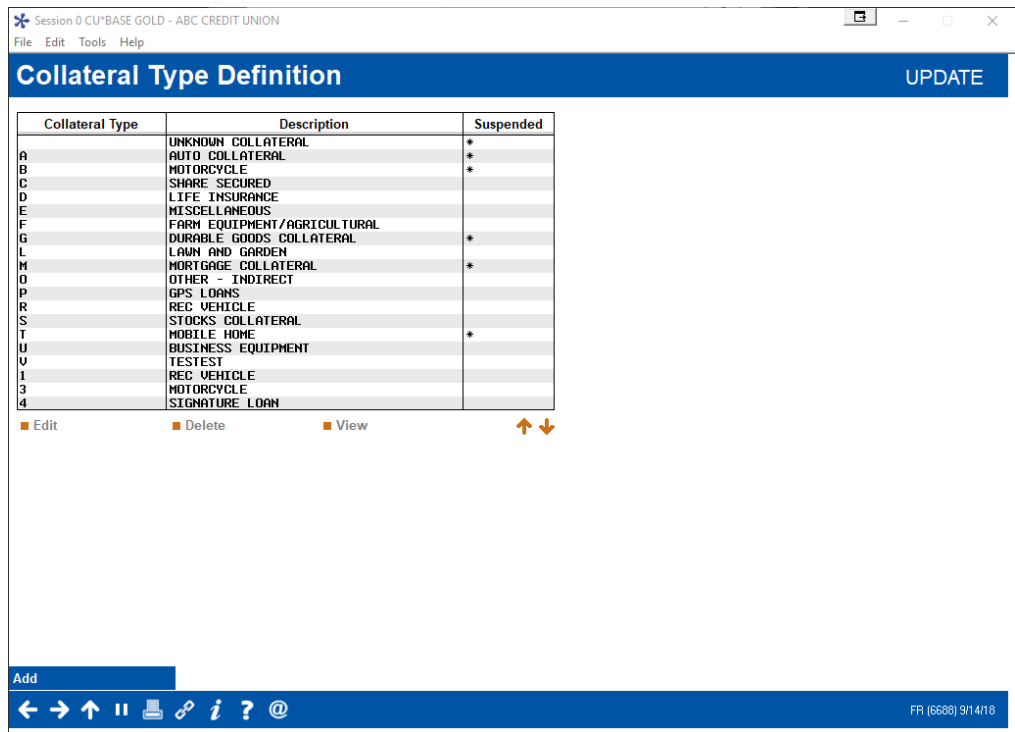 Session 0 CU*BASE GOLD - ABC CREDIT UNION
File Edit Tools Help
Collateral Type Definition UPDATE
Collateral Type Description Suspended
UNKNOWN COLLATERAL *
A AUTO COLLATERAL *
B MOTORCYCLE *
C SHARE SECURED
D LIFE INSURANCE
E MISCELLANEOUS
F FARM EQUIPMENT/AGRICULTURAL
G DURABLE GOODS COLLATERAL *
L LAWN AND GARDEN
M MORTGAGE COLLATERAL *
O OTHER - INDIRECT
P GPS LOANS
R REC VEHICLE
S STOCKS COLLATERAL
T MOBILE HOME *
U BUSINESS EQUIPMENT
V TESTEST
1 REC VEHICLE
3 MOTORCYCLE
4 SIGNATURE LOAN
Edit Delete View
Add
i ? @ FR (6688) 9/14/18